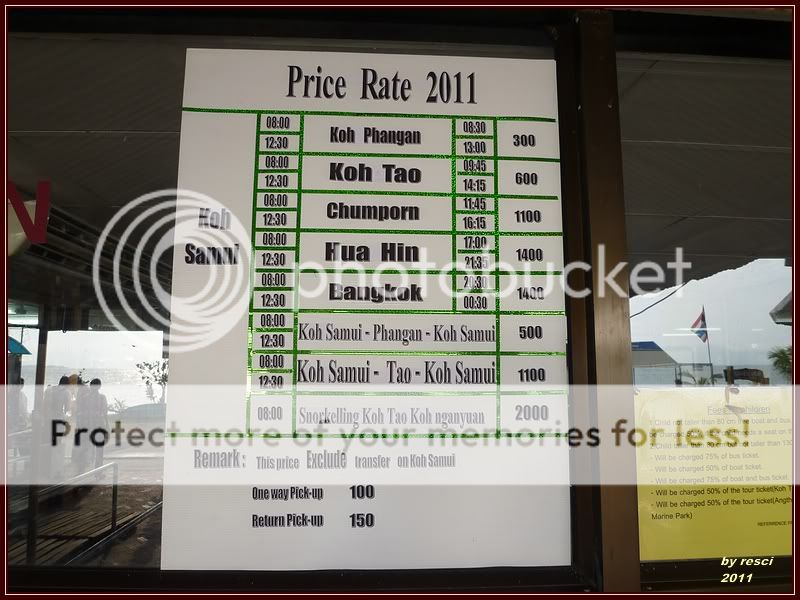 Price Rate 2011
Koh Samui
08:00 Koh Phangan 08:30 300
12:30 13:00
08:00 Koh Tao 09:45 600
12:30 14:15
08:00 Chumporn 11:45 1100
12:30 16:15
08:00 Hua Hin 17:00 1400
12:30 21:35
08:00 Bangkok 20:30 1400
12:30 00:30
08:00 Koh Samui - Phangan - Koh Samui 500
12:30
08:00 Koh Samui - Tao - Koh Samui 1100
12:30
08:00 Snorkelling Koh Tao Koh nganyuan 2000
Remark : This price Exclude transfer on Koh Samui
One way Pick-up 100
Return Pick-up 150
N
photobucket
Protect more of your memories for less!
children
- Will be charged 75% of bus ticket.
- Will be charged 50% of boat ticket.
- Will be charged 75% of boat and bus ticket.
- Will be charged 50% of the tour ticket(Koh
- Will be charged 50% of the tour ticket(Angth
Marine Park)
by resci
2011